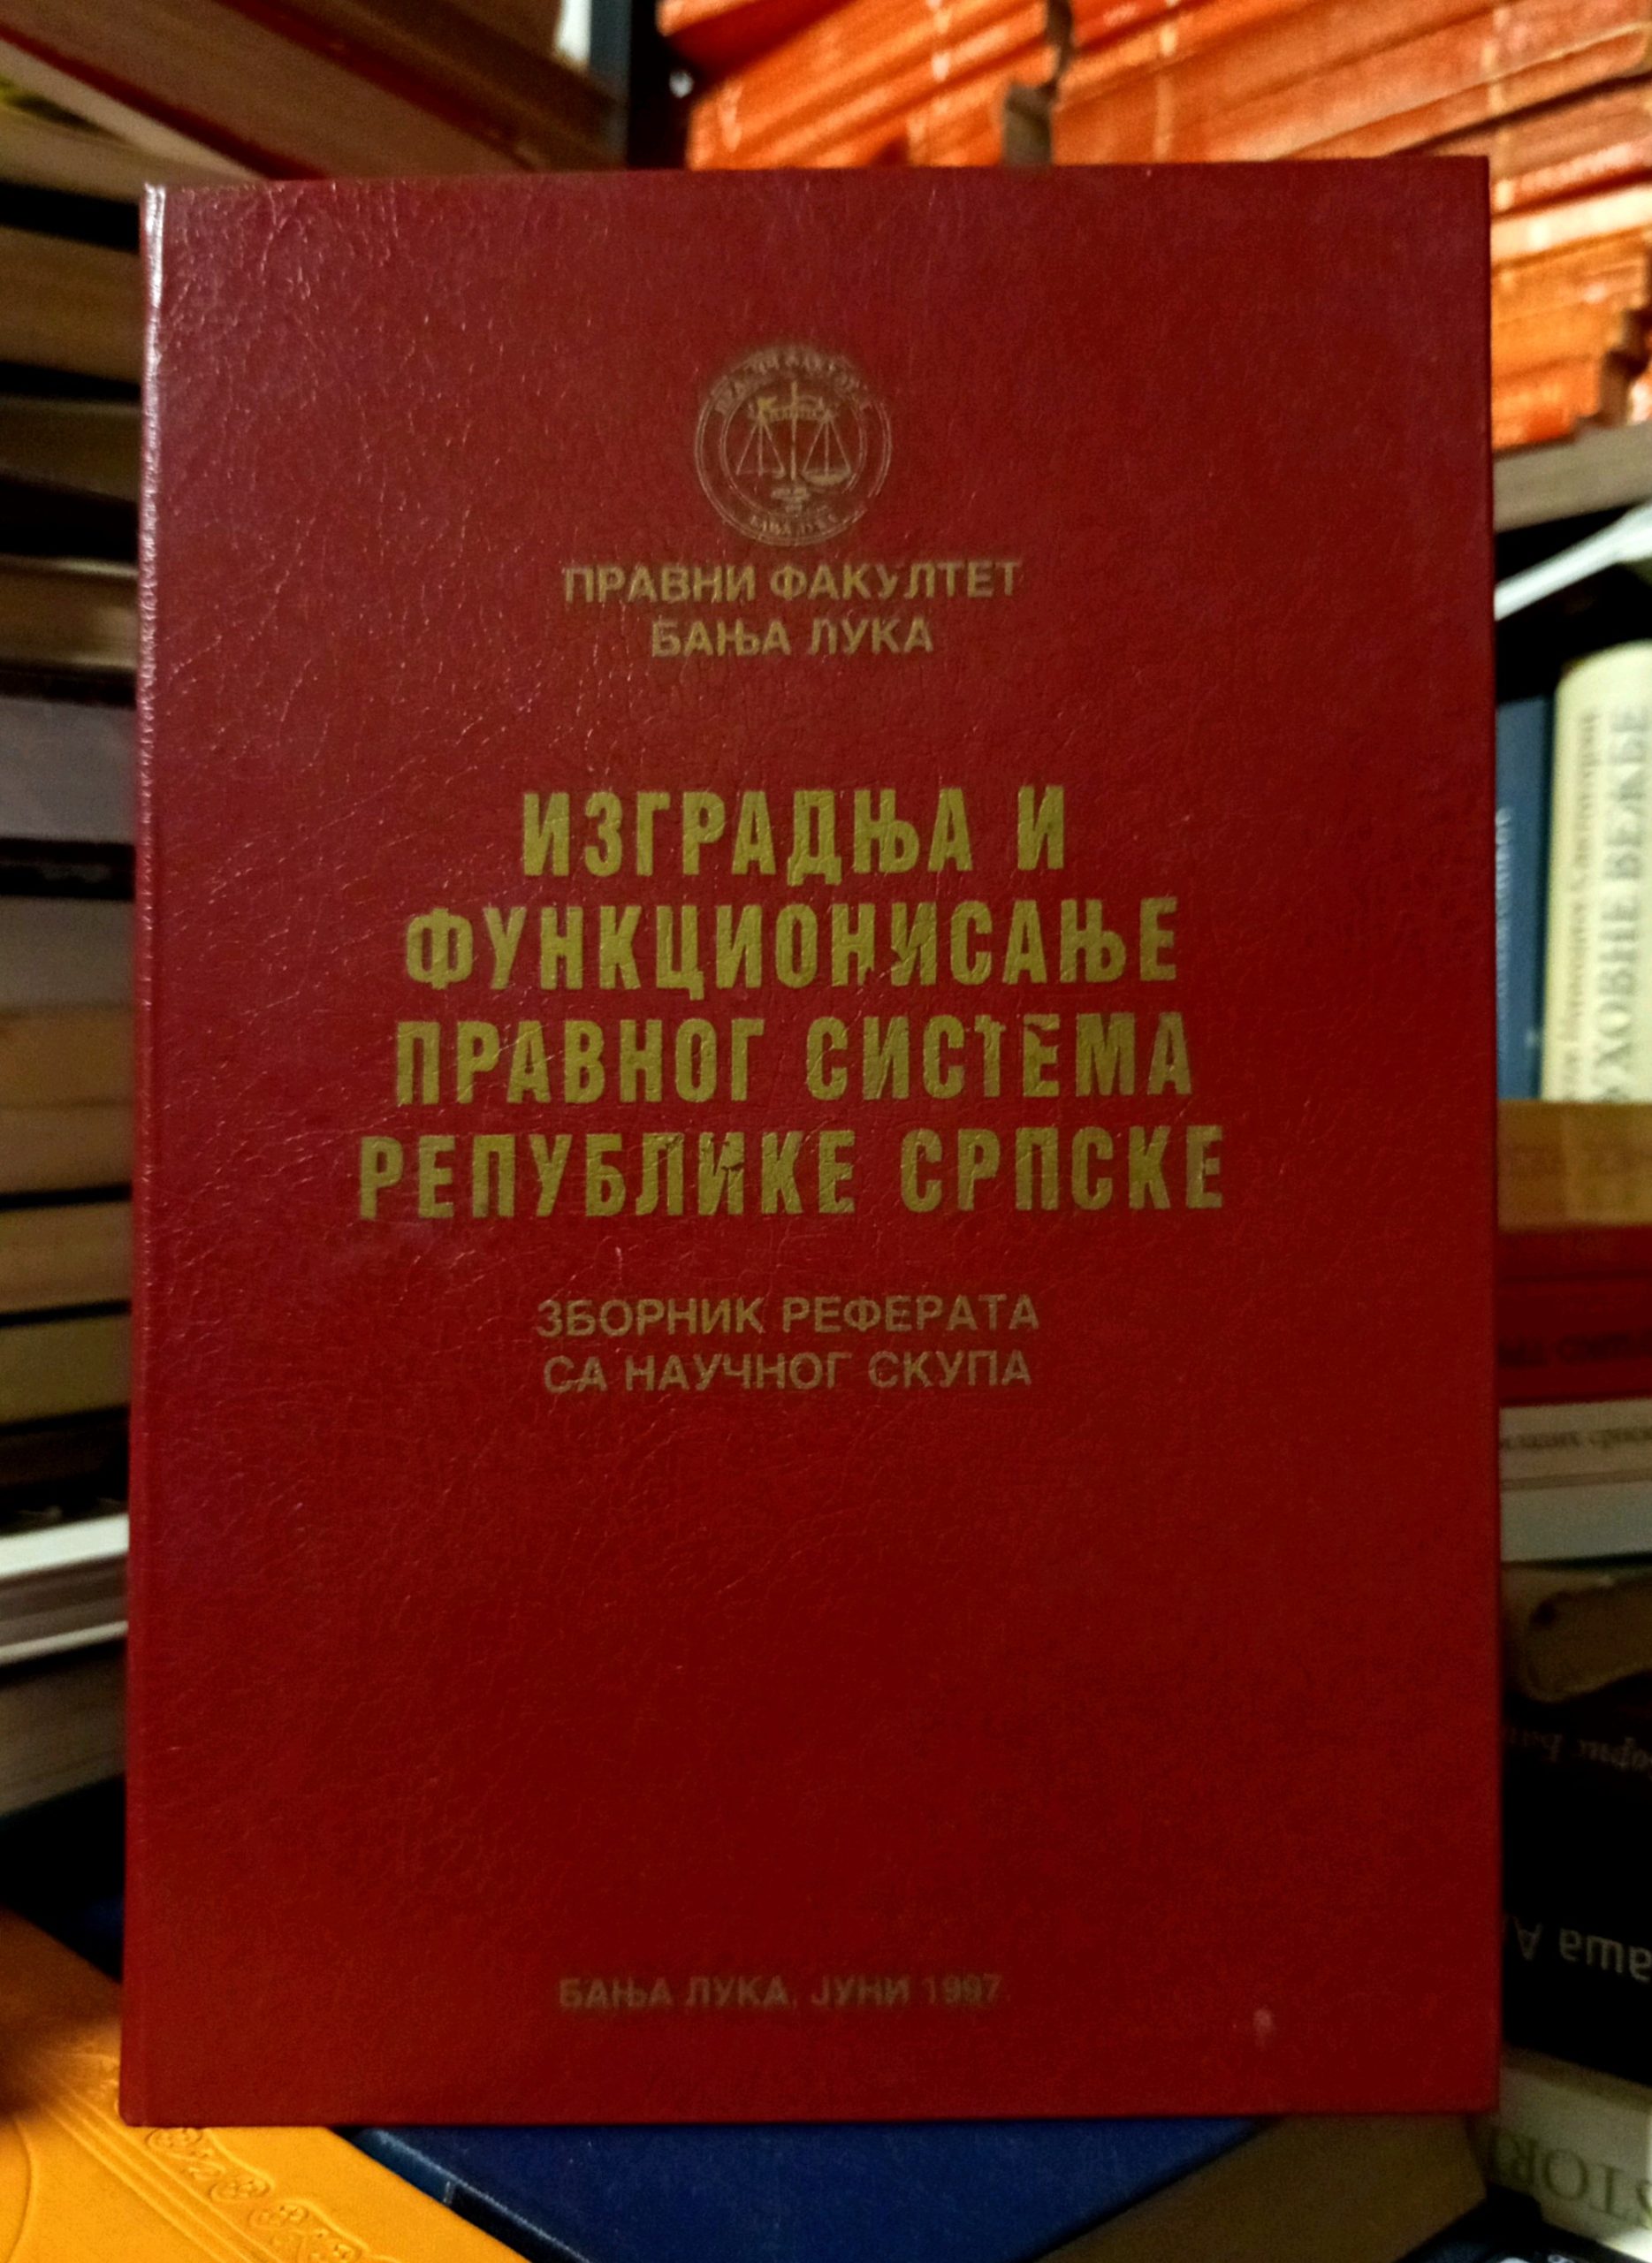 ПРАВНИ ФАКУЛТЕТ
БАЊА ЛУКА
ИЗГРАДЊА И
ФУНКЦИОНИСАЊЕ
ПРАВНОГ СИСТЕМА
РЕПУБЛИКЕ СРПСКЕ
ЗБОРНИК РЕФЕРАТА
СА НАУЧНОГ СКУПА
БАЊА ЛУКА, ЈУНИ 1997.